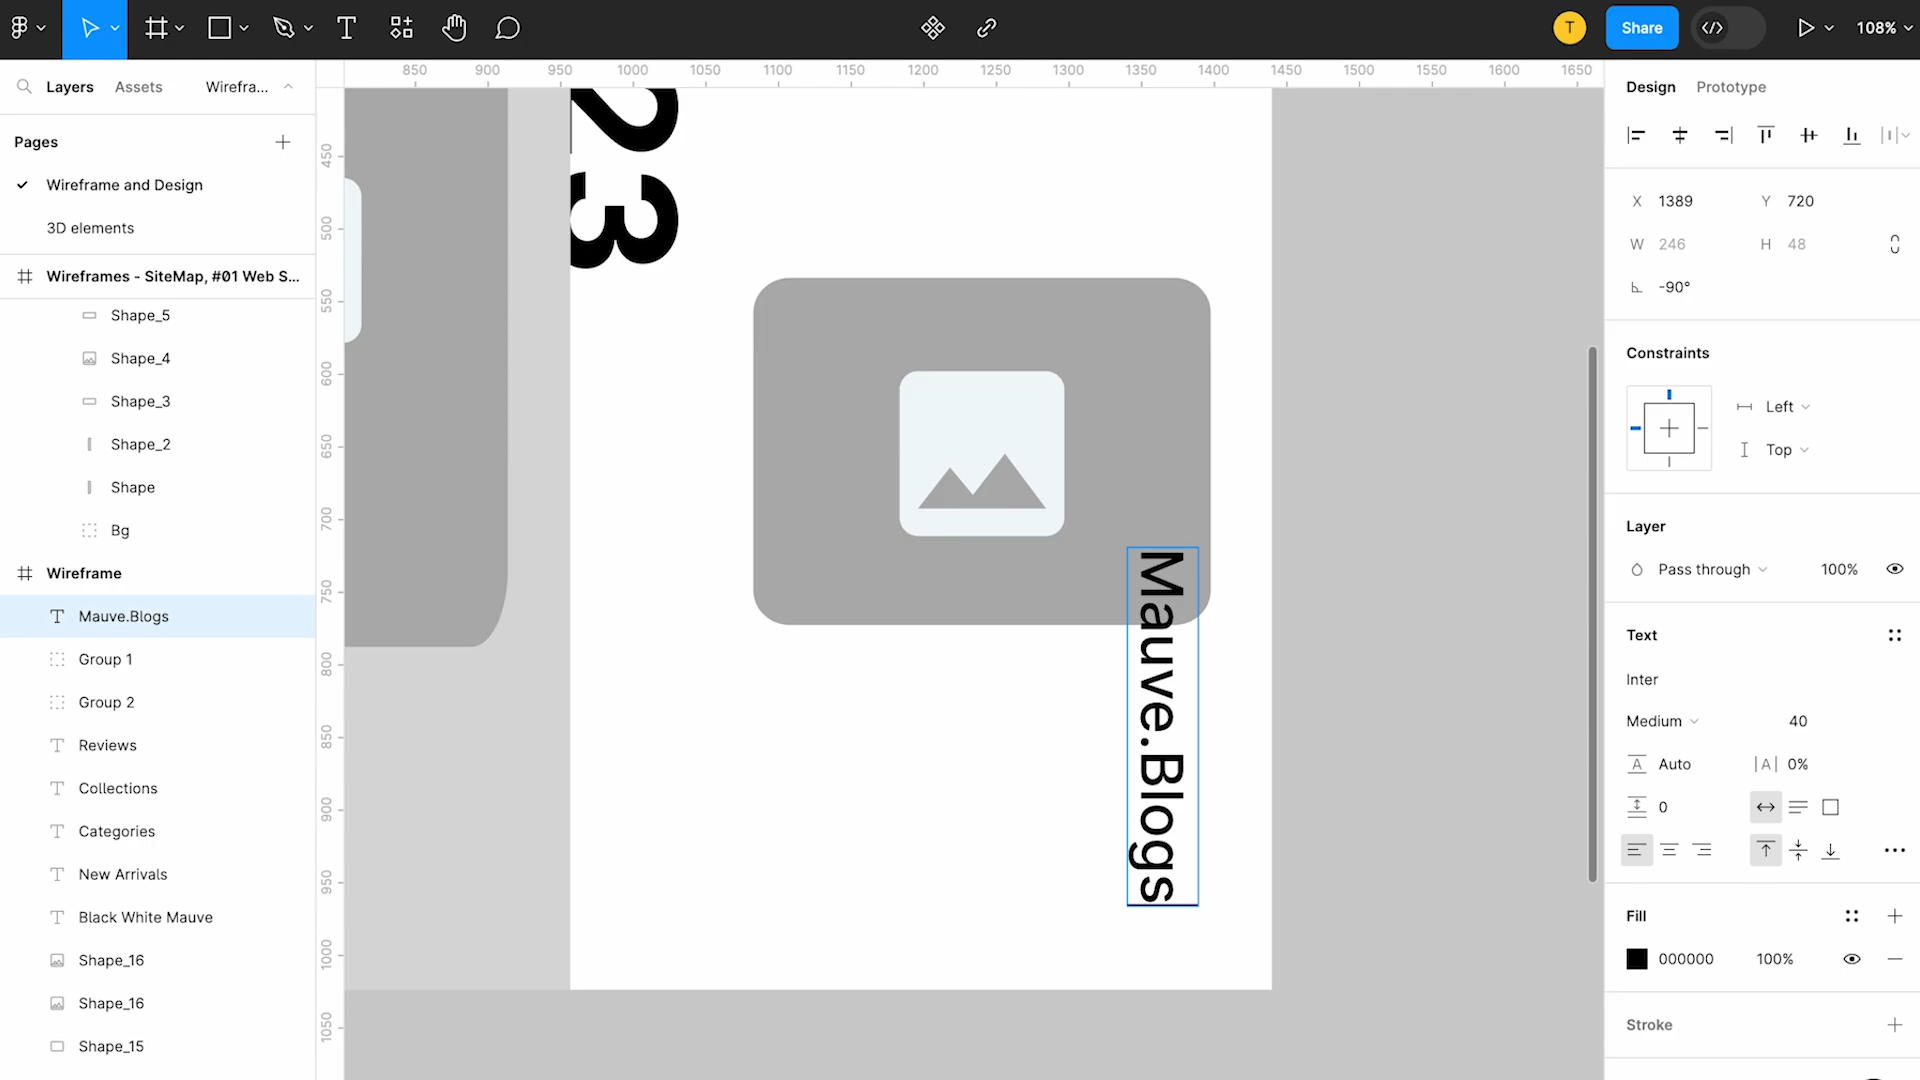 T
Share
108%
Layers
Assets
Wirefra...
Pages
Wireframe and Design
3D elements
Wireframes - SiteMap, #01 Web S...
Shape_5
Shape_4
Shape_3
Shape_2
Shape
Bg
Wireframe
Mauve.Blogs
Group 1
Group 2
Reviews
Collections
Categories
New Arrivals
Black White Mauve
Shape_16
Shape_16
Shape_15
850 900 950 1000 1050 1100 1150 1200 1250 1300 1350 1400 1450 1500 1550 1600 1650
450
500
550
600
650
700
750
800
850
900
950
1000
1050
23
Mauve.Blogs
Design
Prototype
X 1389 Y 720
W 246 H 48
-90°
Constraints
Left
Top
Layer
Pass through 100%
Text
Inter
Medium 40
A Auto |A| 0%
0
Fill
000000 100%
Stroke